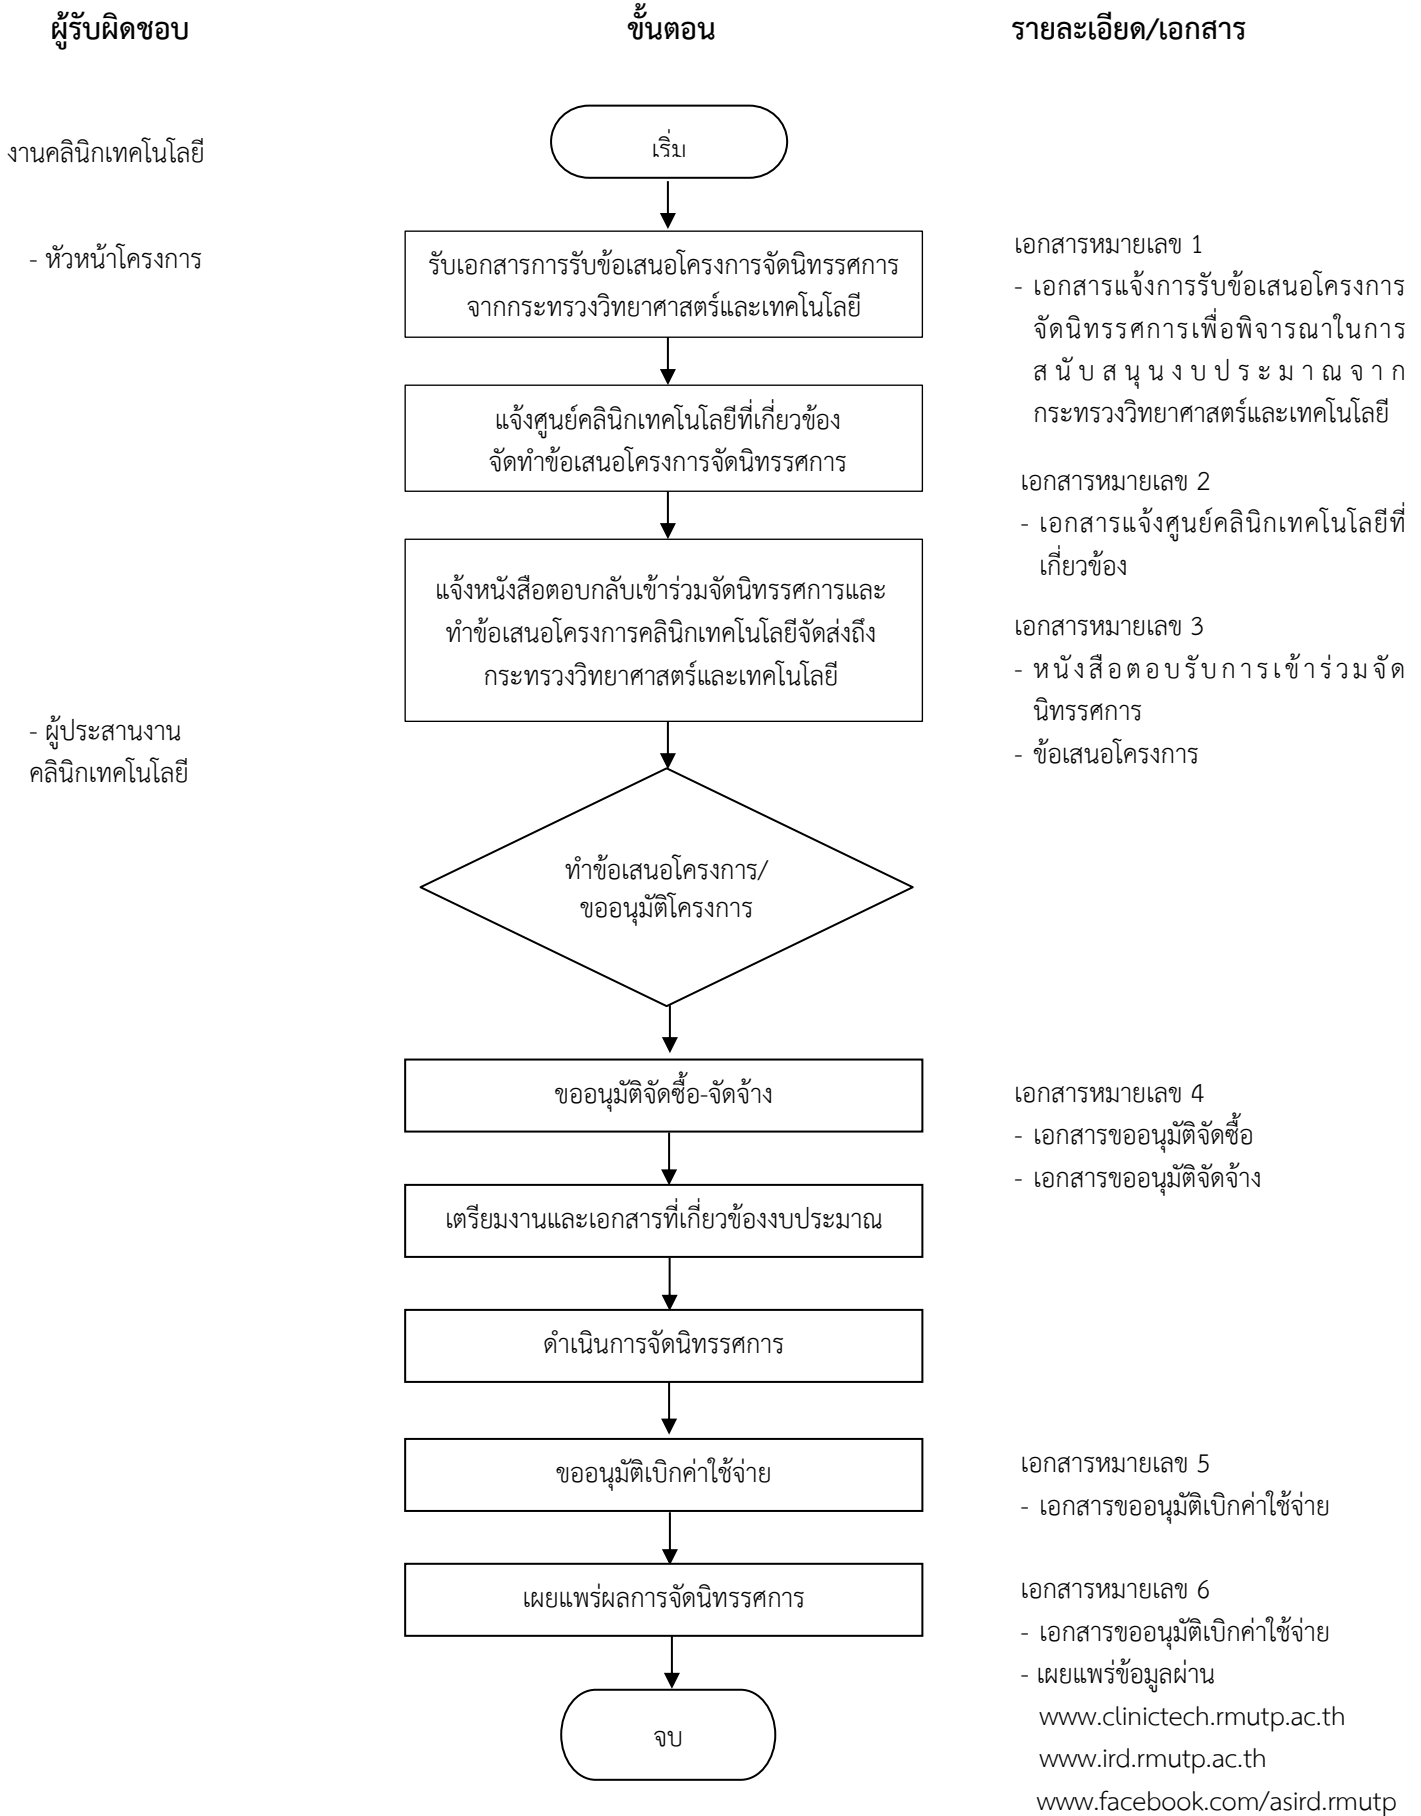 ผู้รับผิดชอบ
ขั้นตอน
รายละเอียด/เอกสาร
งานคลินิกเทคโนโลยี
เริ่ม
- หัวหน้าโครงการ
รับเอกสารการรับข้อเสนอโครงการจัดนิทรรศการ
จากกระทรวงวิทยาศาสตร์และเทคโนโลยี
เอกสารหมายเลข 1
- เอกสารแจ้งการรับข้อเสนอโครงการ
จัดนิทรรศการเพื่อพิจารณาในการ
สนับสนุนงบประมาณจาก
กระทรวงวิทยาศาสตร์และเทคโนโลยี
แจ้งศูนย์คลินิกเทคโนโลยีที่เกี่ยวข้อง
จัดทำข้อเสนอโครงการจัดนิทรรศการ
เอกสารหมายเลข 2
- เอกสารแจ้งศูนย์คลินิกเทคโนโลยีที่
เกี่ยวข้อง
แจ้งหนังสือตอบกลับเข้าร่วมจัดนิทรรศการและ
ทำข้อเสนอโครงการคลินิกเทคโนโลยีจัดส่งถึง
กระทรวงวิทยาศาสตร์และเทคโนโลยี
เอกสารหมายเลข 3
- หนังสือตอบรับการเข้าร่วมจัด
นิทรรศการ
- ข้อเสนอโครงการ
- ผู้ประสานงาน
คลินิกเทคโนโลยี
ทำข้อเสนอโครงการ/
ขออนุมัติโครงการ
ขออนุมัติจัดซื้อ-จัดจ้าง
เอกสารหมายเลข 4
- เอกสารขออนุมัติจัดซื้อ
- เอกสารขออนุมัติจัดจ้าง
เตรียมงานและเอกสารที่เกี่ยวข้องงบประมาณ
ดำเนินการจัดนิทรรศการ
ขออนุมัติเบิกค่าใช้จ่าย
เอกสารหมายเลข 5
- เอกสารขออนุมัติเบิกค่าใช้จ่าย
เผยแพร่ผลการจัดนิทรรศการ
เอกสารหมายเลข 6
- เอกสารขออนุมัติเบิกค่าใช้จ่าย
- เผยแพร่ข้อมูลผ่าน
www.clinictech.rmutp.ac.th
www.ird.rmutp.ac.th
www.facebook.com/asird.rmutp
จบ